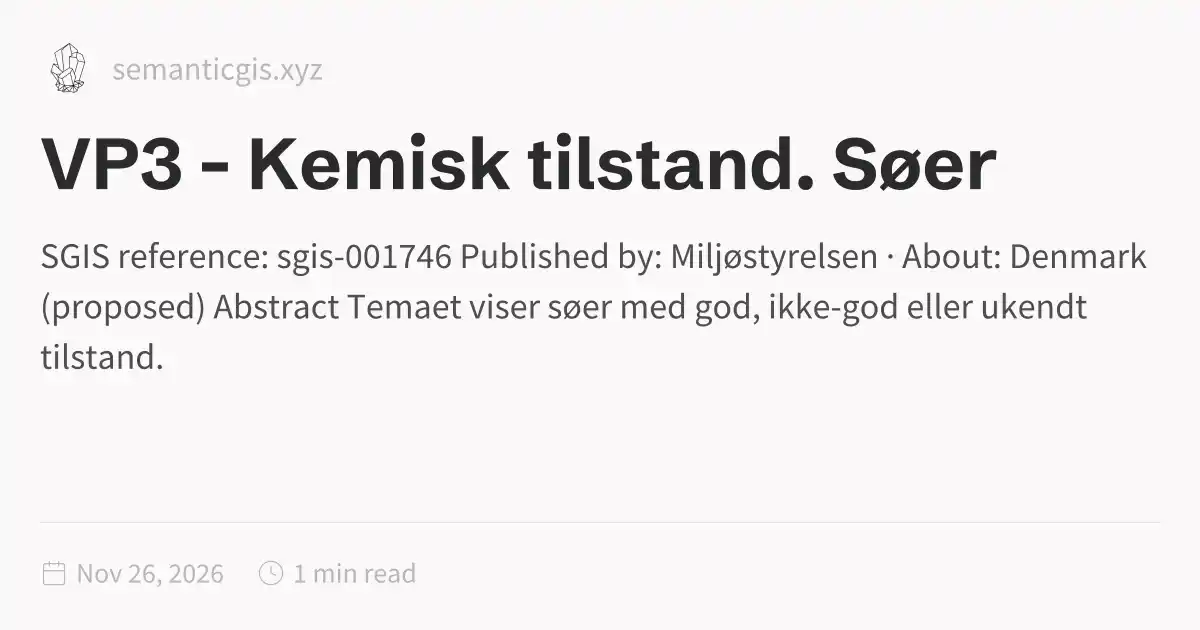 semanticgis.xyz
VP3 - Kemisk tilstand. Søer
SGIS reference: sgis-001746 Published by: Miljøstyrelsen · About: Denmark
(proposed) Abstract Temaet viser søer med god, ikke-god eller ukendt
tilstand.
Nov 26, 2026 1 min read